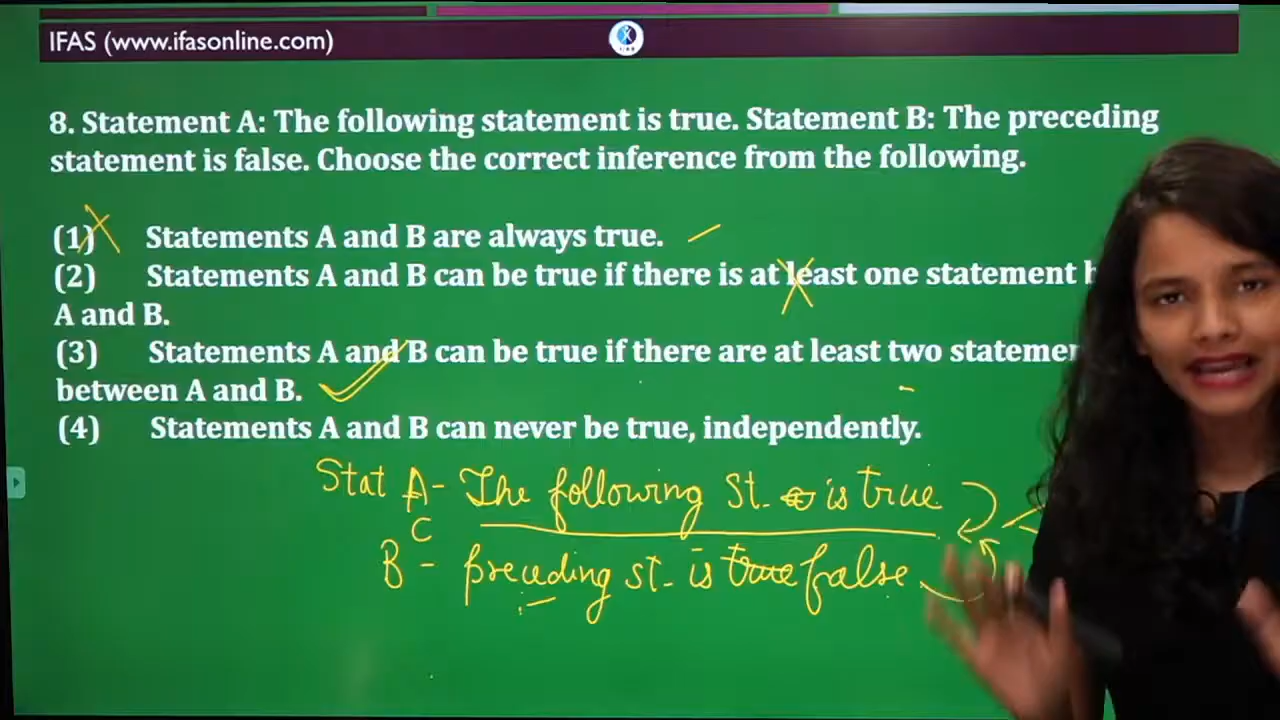 IFAS (www.ifasonline.com)
8. Statement A: The following statement is true. Statement B: The preceding
statement is false. Choose the correct inference from the following.
(1) Statements A and B are always true.
(2) Statements A and B can be true if there is at least one statement
A and B.
(3) Statements A and B can be true if there are at least two
between A and B.
(4) Statements A and B can never be true, independently.
Stat A- The following St. is true
C
B - preceding st. is true false